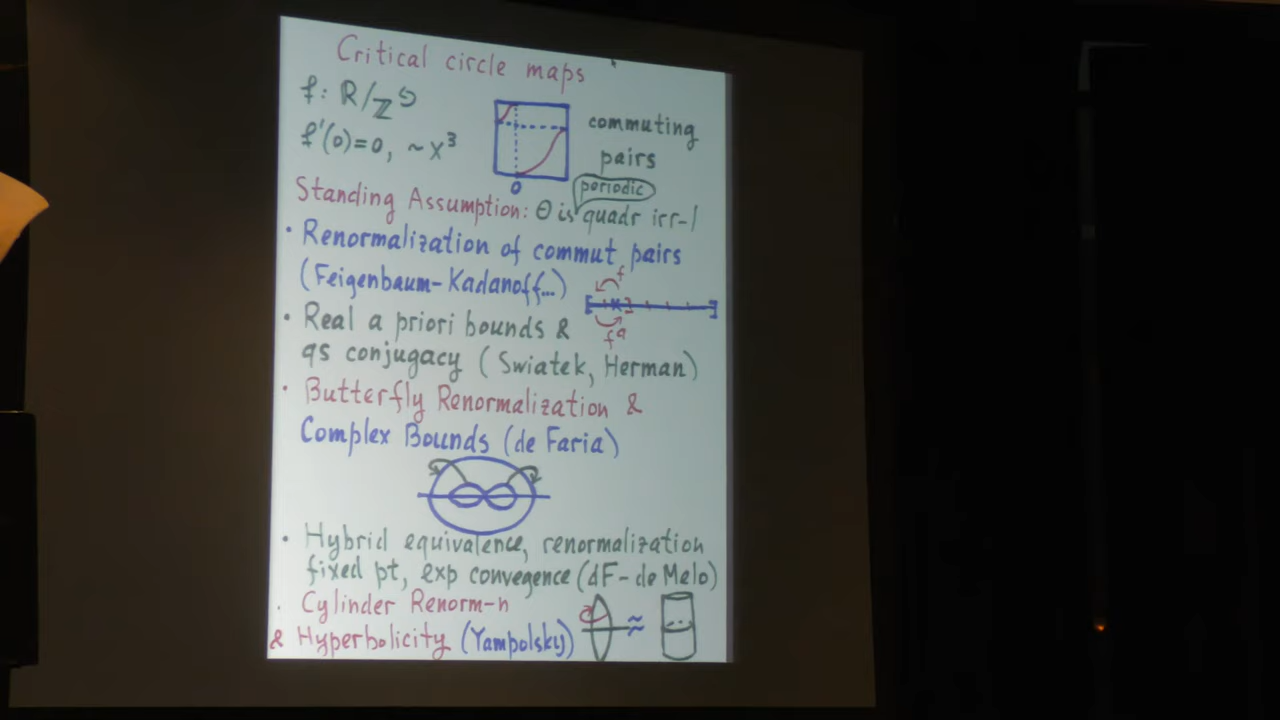 Critical circle maps
f: R/Z
f'(0)=0, ~x³
commuting
pairs
0
periodic
Standing Assumption: θ is quadr irr-l
• Renormalization of commut pairs
(Feigenbaum-Kadanoff...)
f
f^q
• Real a priori bounds &
qs conjugacy (Swiatek, Herman)
• Butterfly Renormalization &
Complex Bounds (de Faria)
• Hybrid equivalence, renormalization
fixed pt, exp convegence (dF-de Melo)
• Cylinder Renorm-n
& Hyperbolicity (Yampolsky) ≈